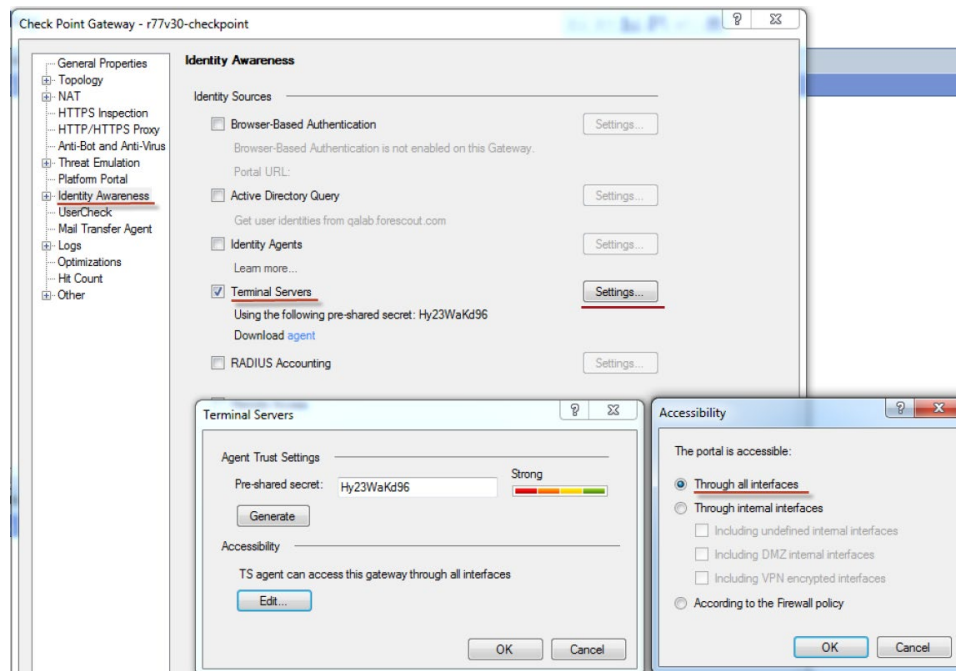 Check Point Gateway - r77v30-checkpoint
General Properties
Topology
NAT
HTTPS Inspection
HTTP/HTTPS Proxy
Anti-Bot and Anti-Virus
Threat Emulation
Platform Portal
Identity Awareness
UserCheck
Mail Transfer Agent
Logs
Optimizations
Hit Count
Other
Identity Awareness
Identity Sources
Browser-Based Authentication Settings...
Browser-Based Authentication is not enabled on this Gateway.
Portal URL:
Active Directory Query Settings...
Get user identities from qalab.forescout.com
Identity Agents Settings...
Learn more...
Terminal Servers Settings...
Using the following pre-shared secret: Hy23WaKd96
Download agent
RADIUS Accounting Settings...
Terminal Servers
Agent Trust Settings
Strong
Pre-shared secret: Hy23WaKd96
Generate
Accessibility
TS agent can access this gateway through all interfaces
Edit...
OK Cancel
Accessibility
The portal is accessible:
Through all interfaces
Through internal interfaces
Including undefined internal interfaces
Including DMZ internal interfaces
Including VPN encrypted interfaces
According to the Firewall policy
OK Cancel